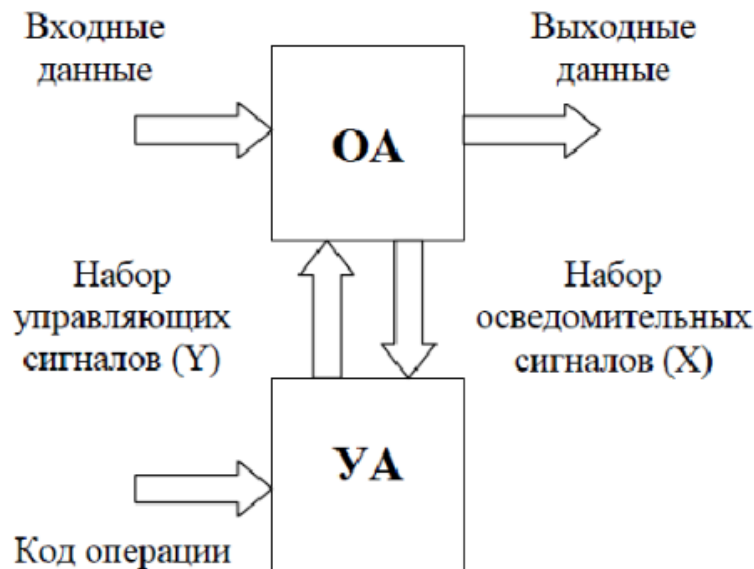 Входные
данные
Выходные
данные
ОА
Набор
управляющих
сигналов (Y)
Набор
осведомительных
сигналов (X)
УА
Код операции